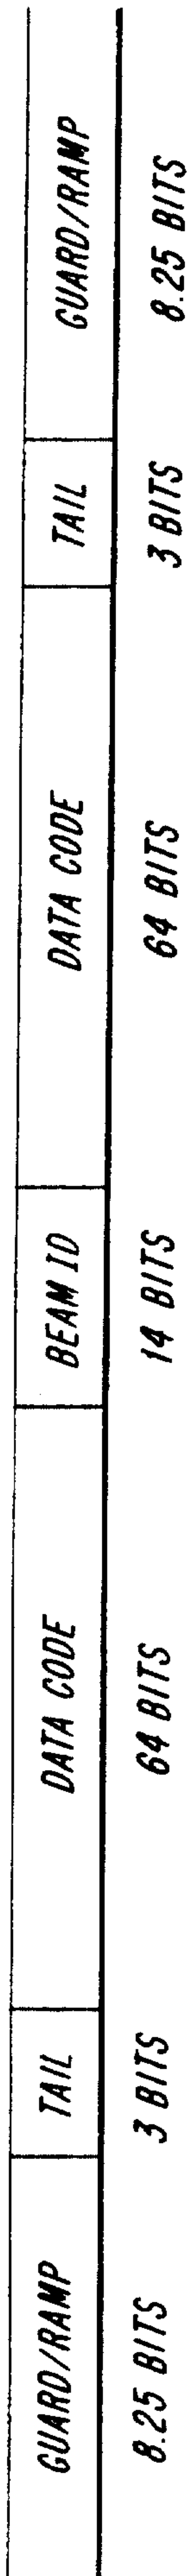 GUARD/RAMP TAIL DATA CODE BEAM ID DATA CODE TAIL GUARD/RAMP
8.25 BITS 3 BITS 64 BITS 14 BITS 64 BITS 3 BITS 8.25 BITS